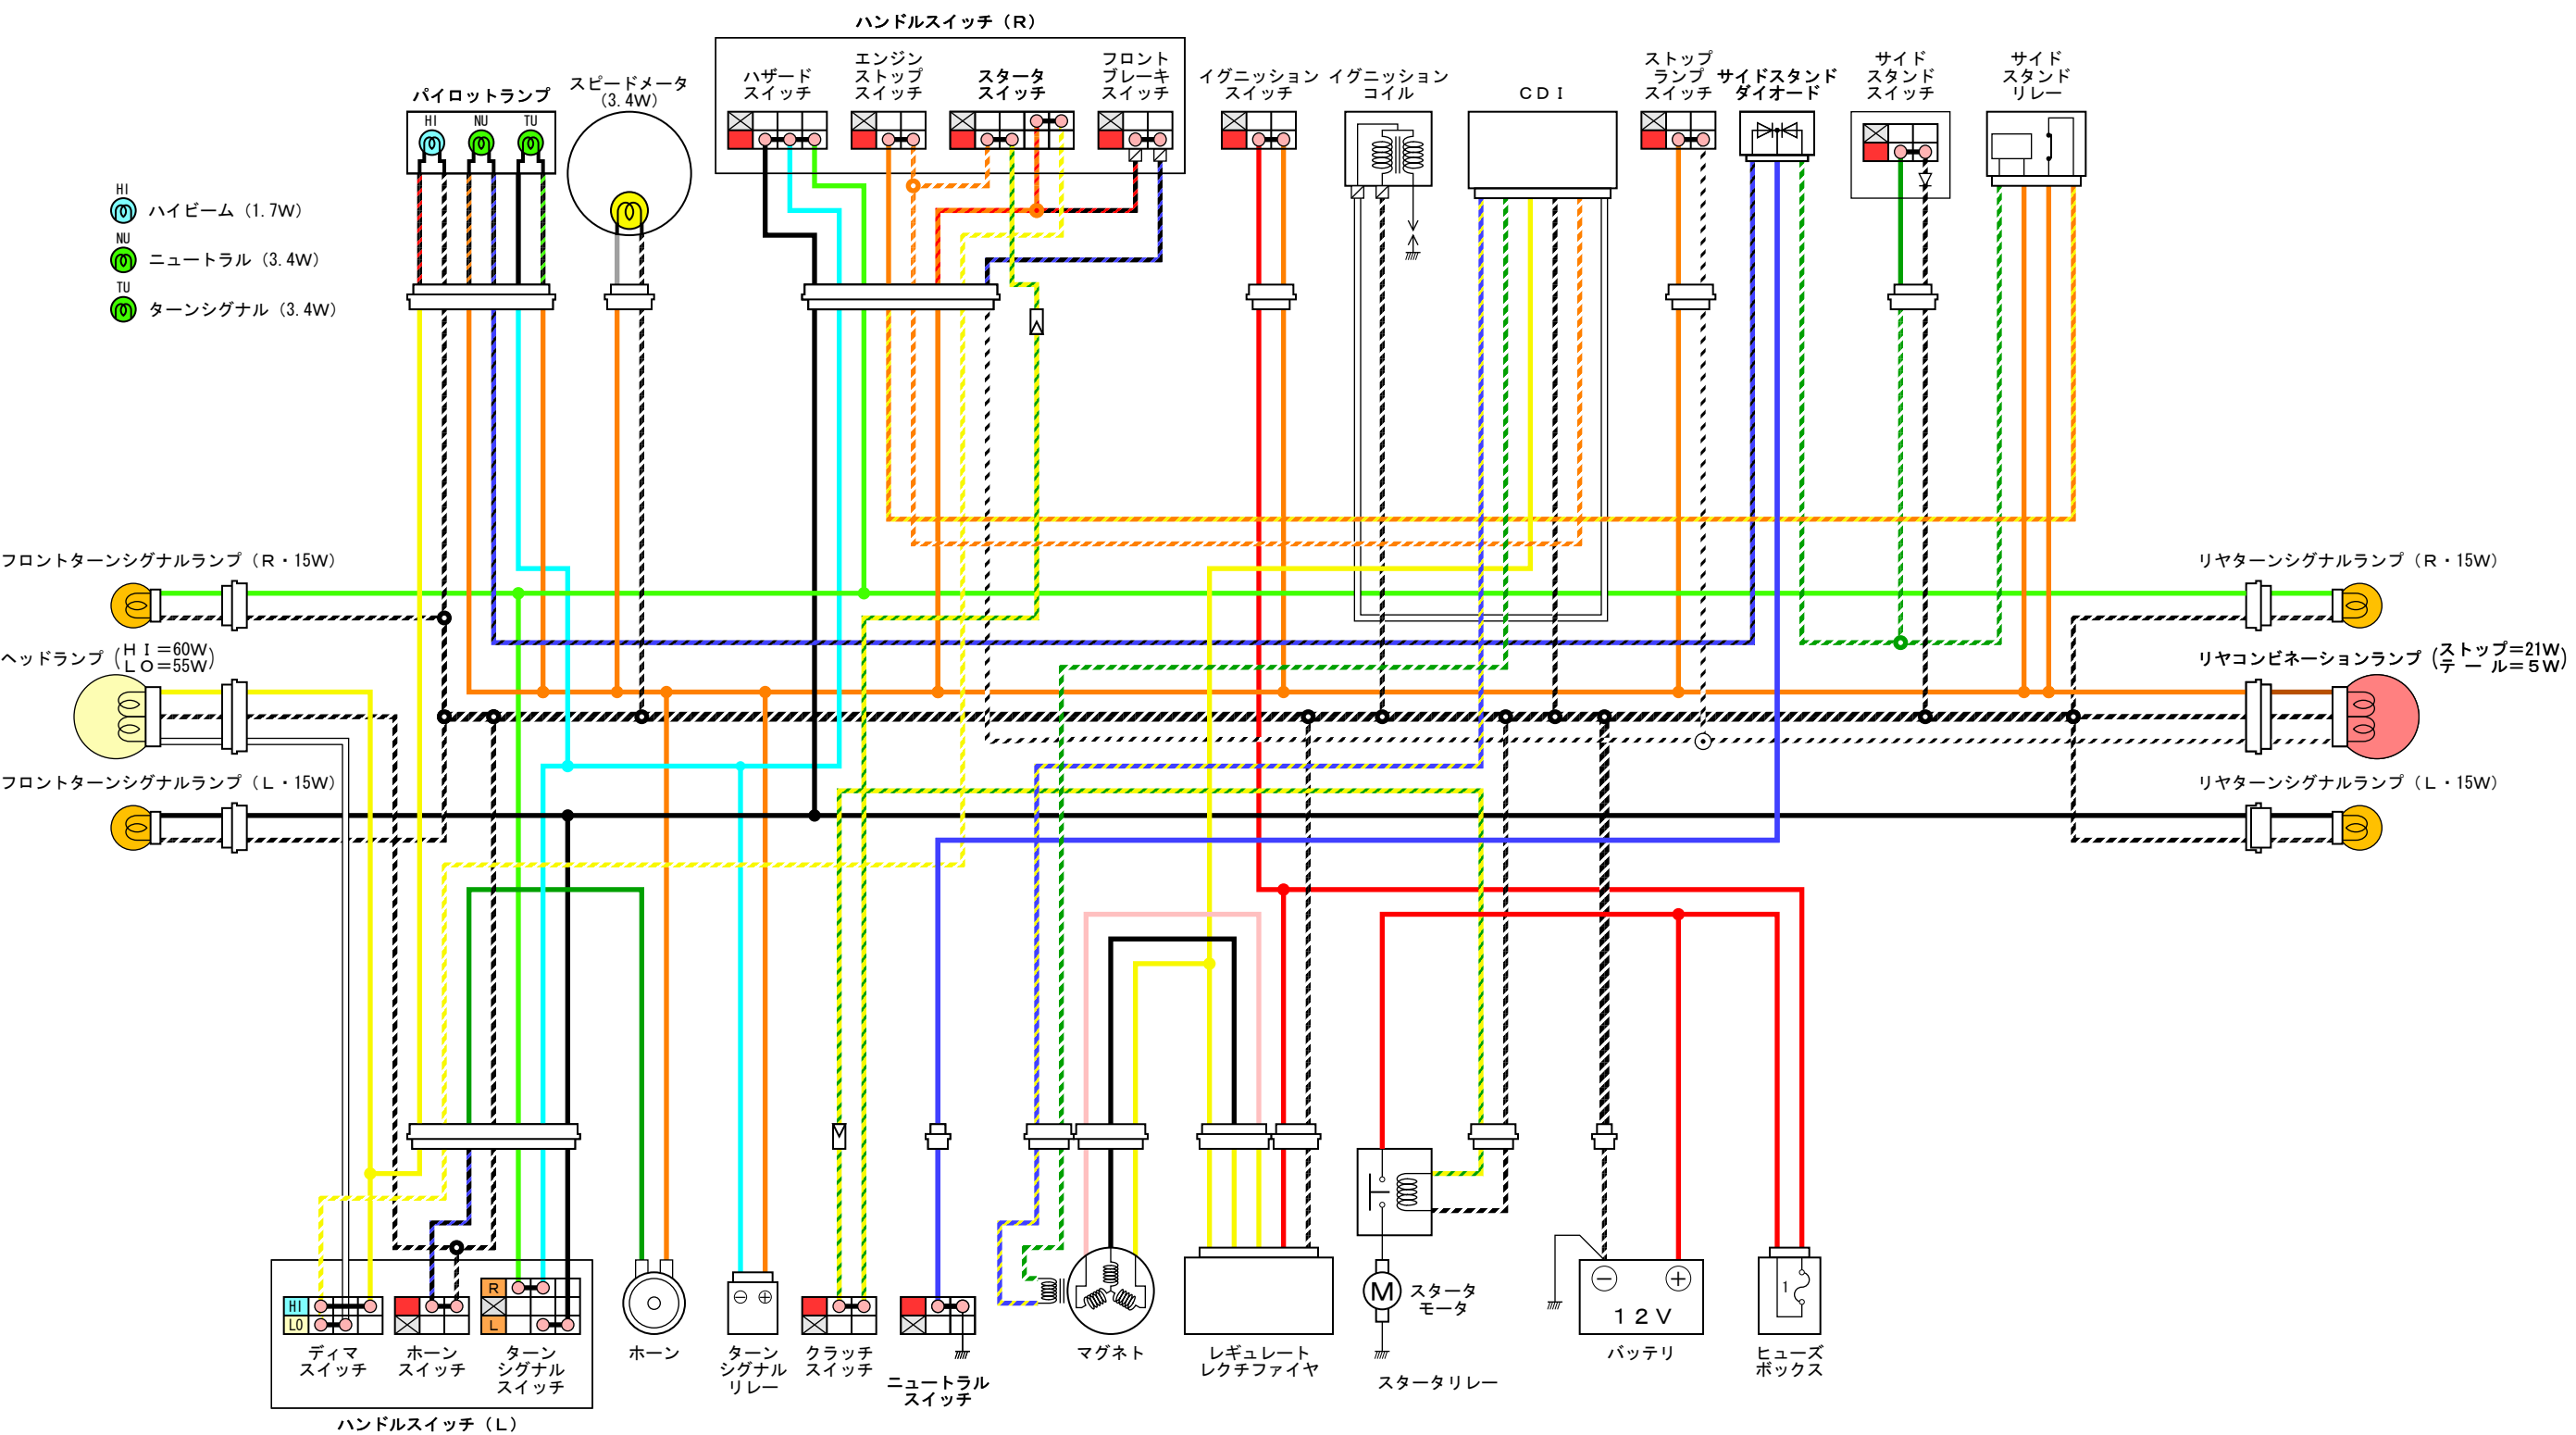 ハンドルスイッチ（R）
ハザード
スイッチ
エンジン
ストップ
スイッチ
スタータ
スイッチ
フロント
ブレーキ
スイッチ
イグニッション
スイッチ
イグニッション
コイル
CDI
ストップ
ランプ
スイッチ
サイドスタンド
ダイオード
サイド
スタンド
スイッチ
サイド
スタンド
リレー
パイロットランプ
HI NU TU
スピードメータ
（3.4W）
HI
ハイビーム（1.7W）
NU
ニュートラル（3.4W）
TU
ターンシグナル（3.4W）
フロントターンシグナルランプ（R・15W）
リヤターンシグナルランプ（R・15W）
ヘッドランプ（HI＝60W
LO＝55W）
リヤコンビネーションランプ（ストップ＝21W
テール＝5W）
フロントターンシグナルランプ（L・15W）
リヤターンシグナルランプ（L・15W）
HI
LO
ディマ
スイッチ
ホーン
スイッチ
R
L
ターン
シグナル
スイッチ
ハンドルスイッチ（L）
ホーン
ターン
シグナル
リレー
クラッチ
スイッチ
ニュートラル
スイッチ
マグネト
レギュレート
レクチファイヤ
M
スタータ
モータ
スタータリレー
12V
バッテリ
1
ヒューズ
ボックス